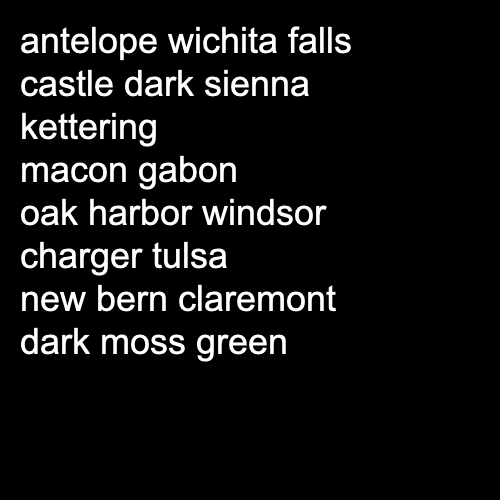 antelope wichita falls
castle dark sienna
kettering
macon gabon
oak harbor windsor
charger tulsa
new bern claremont
dark moss green